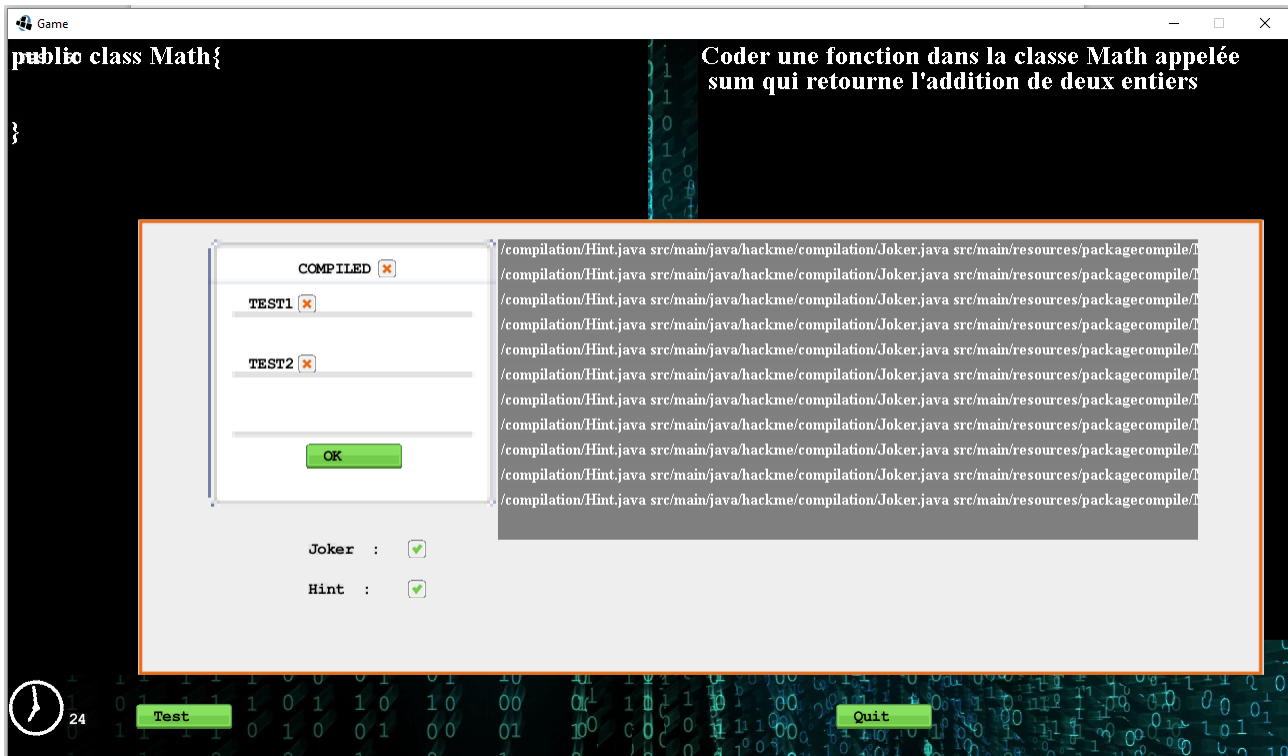 Game
public class Math{
}
Coder une fonction dans la classe Math appelée
sum qui retourne l'addition de deux entiers
COMPILED
TEST1
TEST2
OK
/compilation/Hint.java src/main/java/hackme/compilation/Joker.java src/main/resources/packagecompile/
/compilation/Hint.java src/main/java/hackme/compilation/Joker.java src/main/resources/packagecompile/
/compilation/Hint.java src/main/java/hackme/compilation/Joker.java src/main/resources/packagecompile/
/compilation/Hint.java src/main/java/hackme/compilation/Joker.java src/main/resources/packagecompile/
/compilation/Hint.java src/main/java/hackme/compilation/Joker.java src/main/resources/packagecompile/
/compilation/Hint.java src/main/java/hackme/compilation/Joker.java src/main/resources/packagecompile/
/compilation/Hint.java src/main/java/hackme/compilation/Joker.java src/main/resources/packagecompile/
/compilation/Hint.java src/main/java/hackme/compilation/Joker.java src/main/resources/packagecompile/
/compilation/Hint.java src/main/java/hackme/compilation/Joker.java src/main/resources/packagecompile/
/compilation/Hint.java src/main/java/hackme/compilation/Joker.java src/main/resources/packagecompile/
/compilation/Hint.java src/main/java/hackme/compilation/Joker.java src/main/resources/packagecompile/
Joker :
Hint :
24
Test
Quit